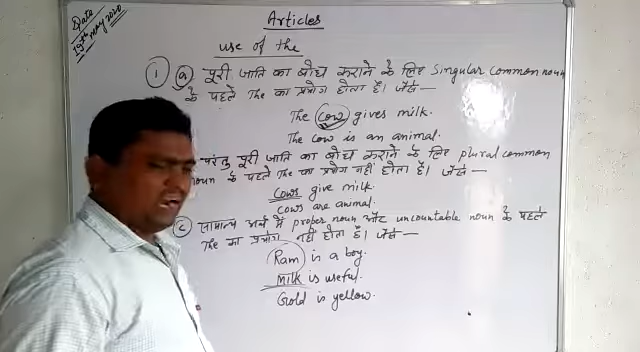 Date
19th May 2020
Articles
use of the
① ⓐ पूरी जाति का बोध कराने के लिए singular common noun
के पहले The का प्रयोग होता है। जैसे —
The cow gives milk.
The cow is an animal.
परंतु पूरी जाति का बोध कराने के लिए plural common
noun के पहले The का प्रयोग नहीं होता है। जैसे —
Cows give milk.
Cows are animal.
ⓒ सामान्य अर्थ में proper noun और uncountable noun के पहले
The का प्रयोग नहीं होता है। जैसे —
Ram is a boy.
Milk is useful.
Gold is yellow.